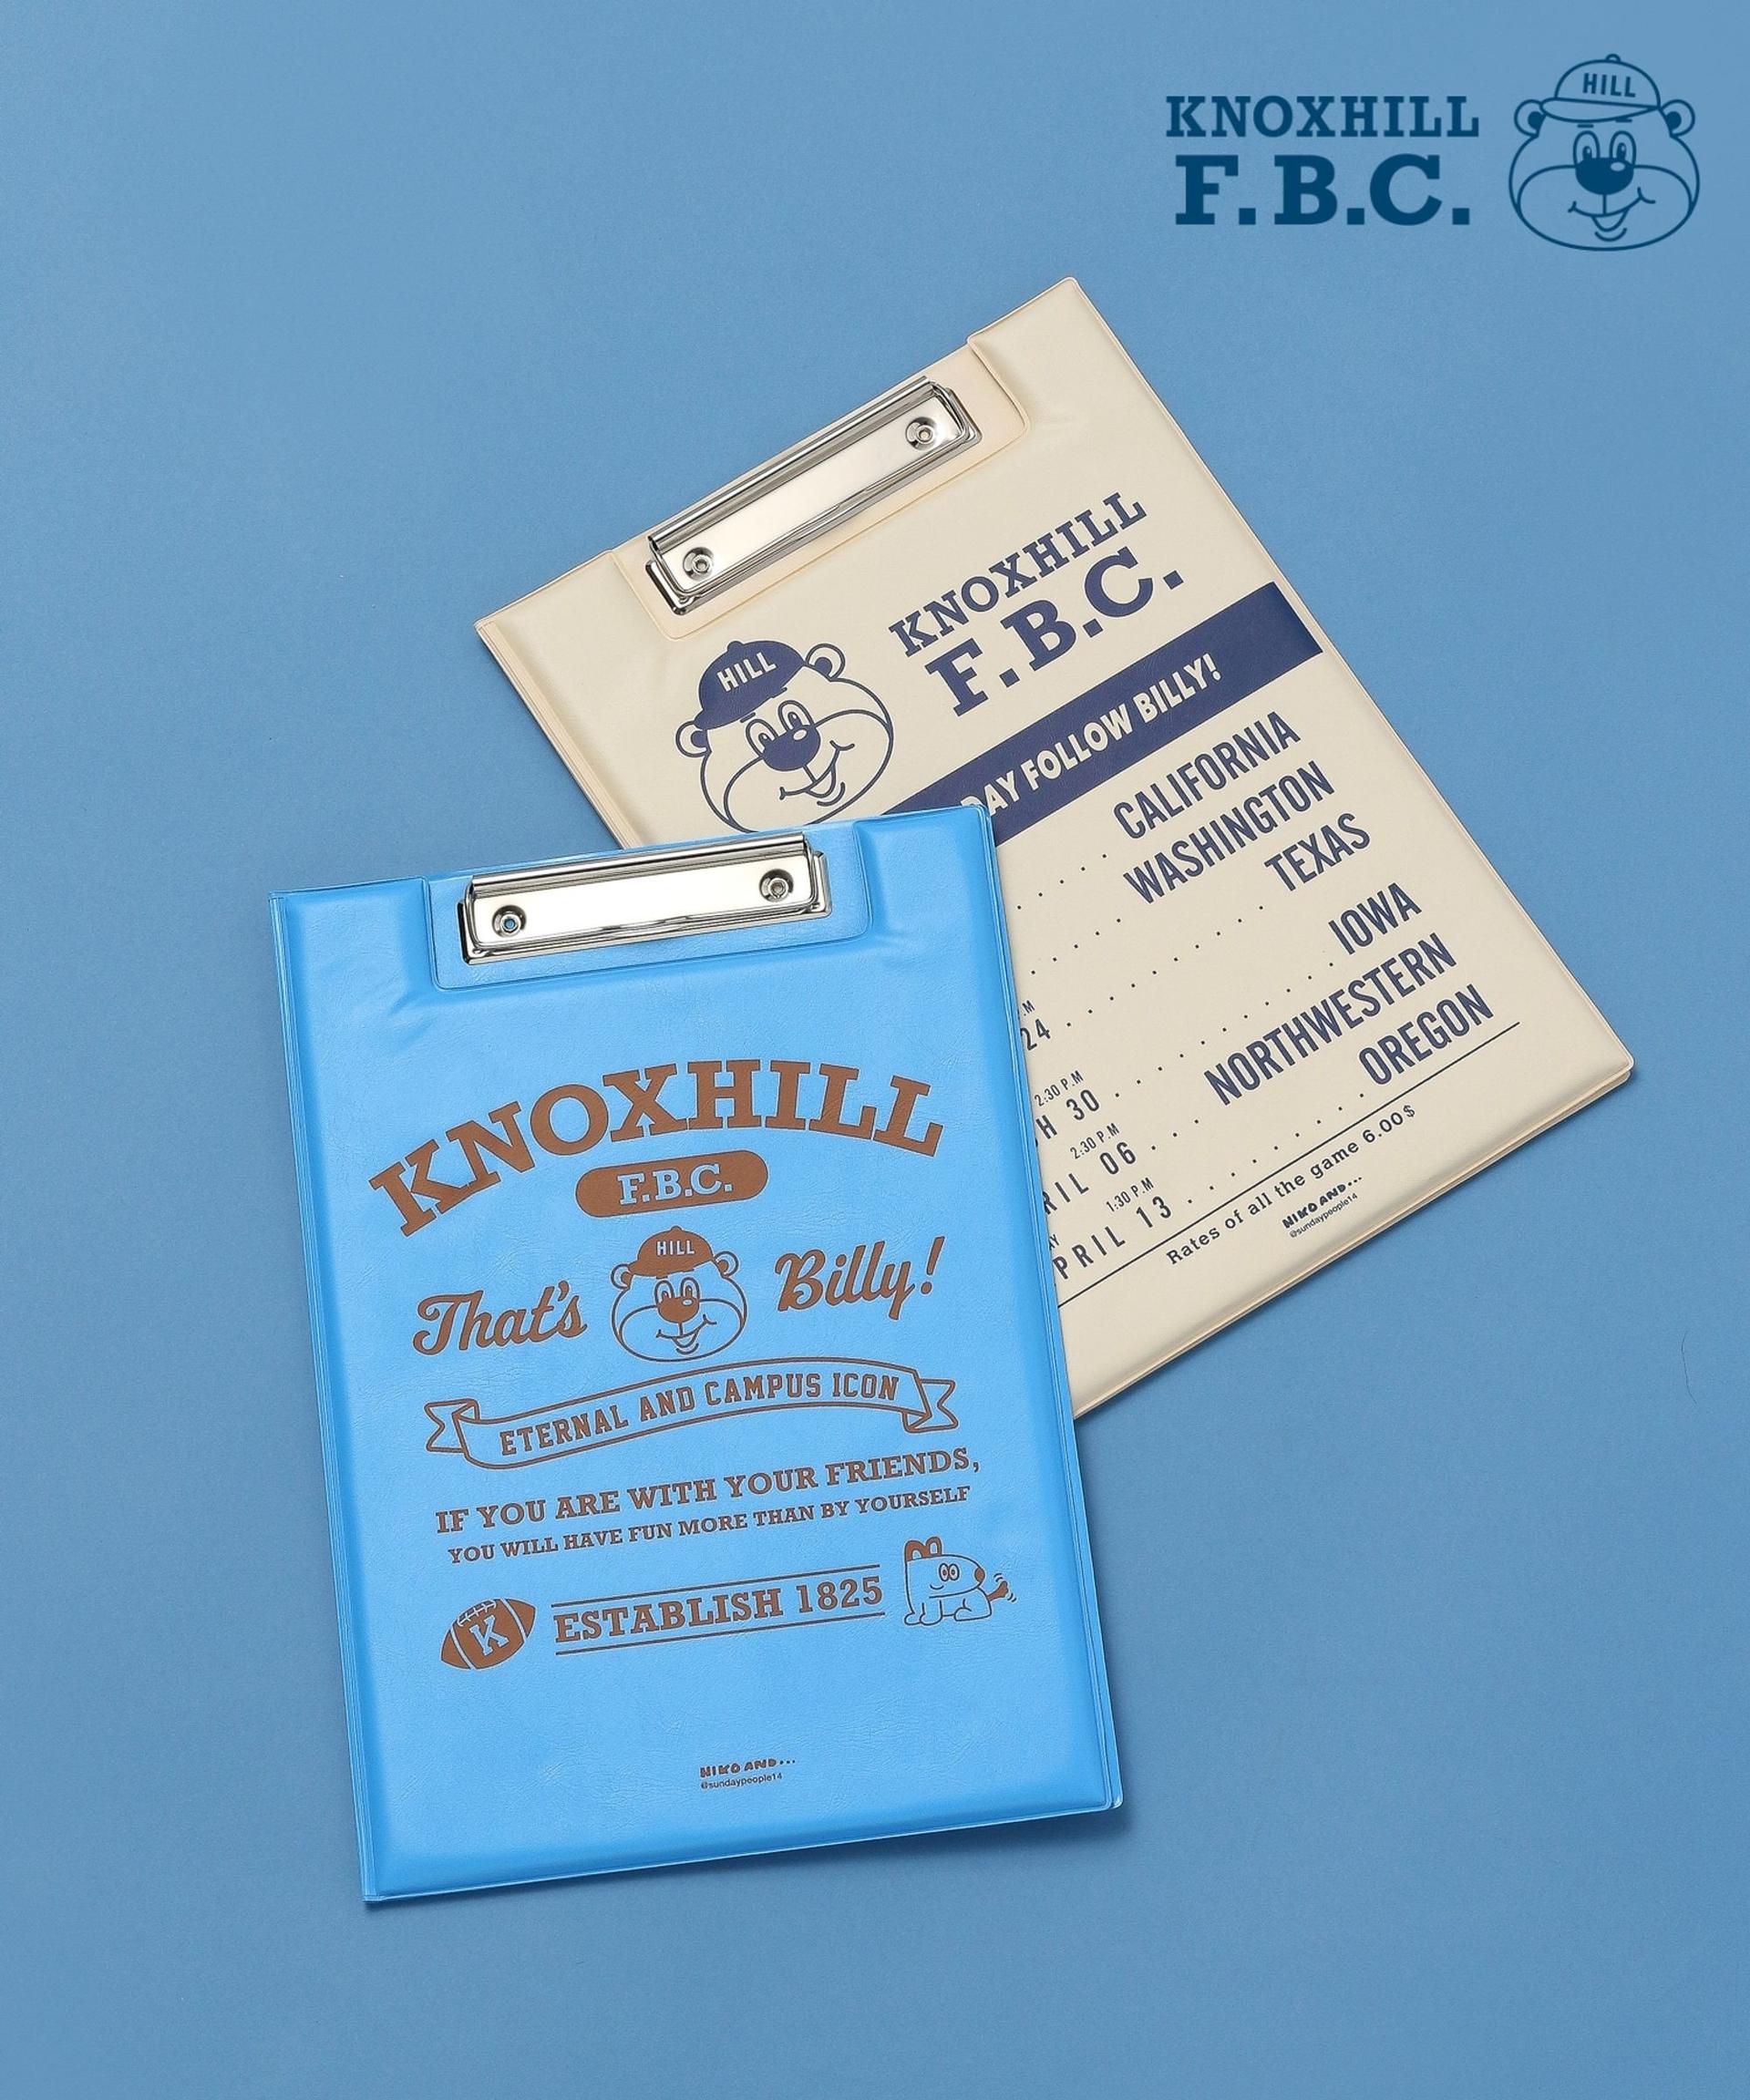 KNOXHILL
F.B.C.
HILL
HILL
KNOXHILL
F.B.C.
DAY FOLLOW BILLY!
CALIFORNIA
WASHINGTON
TEXAS
.M
24
IOWA
2:30 P.M
H 30
NORTHWESTERN
2:30 P.M
RIL 06
OREGON
1:30 P.M
AY
PRIL 13
Rates of all the game 6.00$
NIKO AND...
@sundaypeople14
KNOXHILL
F.B.C.
HILL
That's Billy!
ETERNAL AND CAMPUS ICON
IF YOU ARE WITH YOUR FRIENDS,
YOU WILL HAVE FUN MORE THAN BY YOURSELF
K ESTABLISH 1825
NIKO AND...
@sundaypeople14